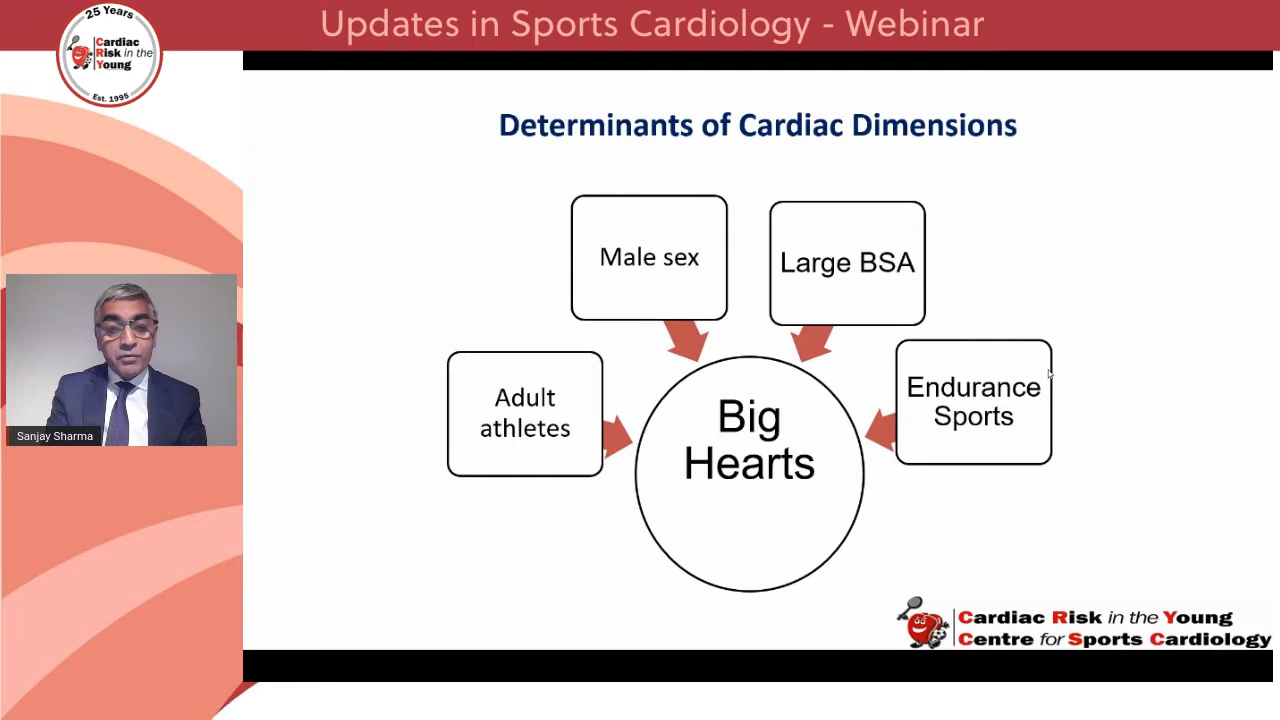 Updates in Sports Cardiology - Webinar
25 Years
Cardiac
Risk in the
Young
Est. 1995
Determinants of Cardiac Dimensions
Male sex
Large BSA
Adult
athletes
Endurance
Sports
Big
Hearts
Sanjay Sharma
Cardiac Risk in the Young
Centre for Sports Cardiology